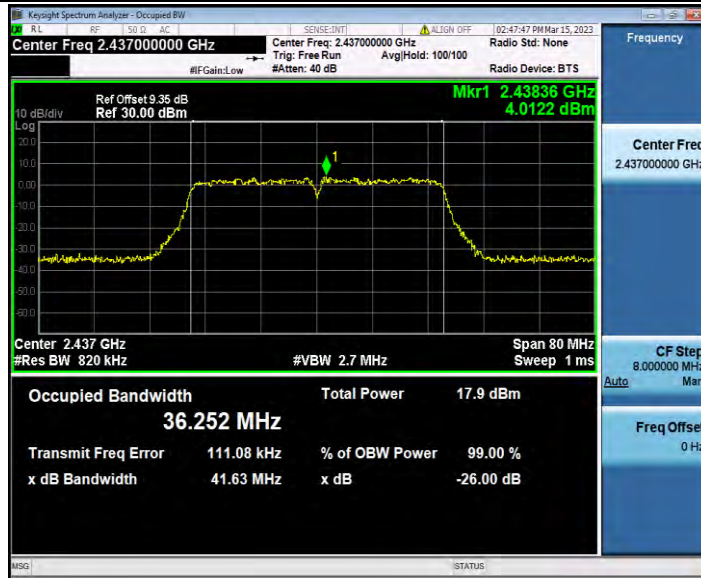 Keysight Spectrum Analyzer - Occupied BW
RL RF 50 Ω AC SENSE:INT ALIGN OFF 02:47:47 PM Mar 15, 2023
Center Freq 2.437000000 GHz
Center Freq: 2.437000000 GHz
Radio Std: None
Trig: Free Run Avg|Hold: 100/100
#IFGain:Low #Atten: 40 dB Radio Device: BTS
Frequency
Ref Offset 9.35 dB
10 dB/div Ref 30.00 dBm
Mkr1 2.43836 GHz
4.0122 dBm
Log
20.0
10.0
0.00
-10.0
-20.0
-30.0
-40.0
-50.0
-60.0
1
Center Freq
2.437000000 GHz
Center 2.437 GHz Span 80 MHz
#Res BW 820 kHz #VBW 2.7 MHz Sweep 1 ms
CF Step
8.000000 MHz
Auto Man
Occupied Bandwidth Total Power 17.9 dBm
36.252 MHz
Transmit Freq Error 111.08 kHz % of OBW Power 99.00 %
x dB Bandwidth 41.63 MHz x dB -26.00 dB
Freq Offset
0 Hz
MSG STATUS